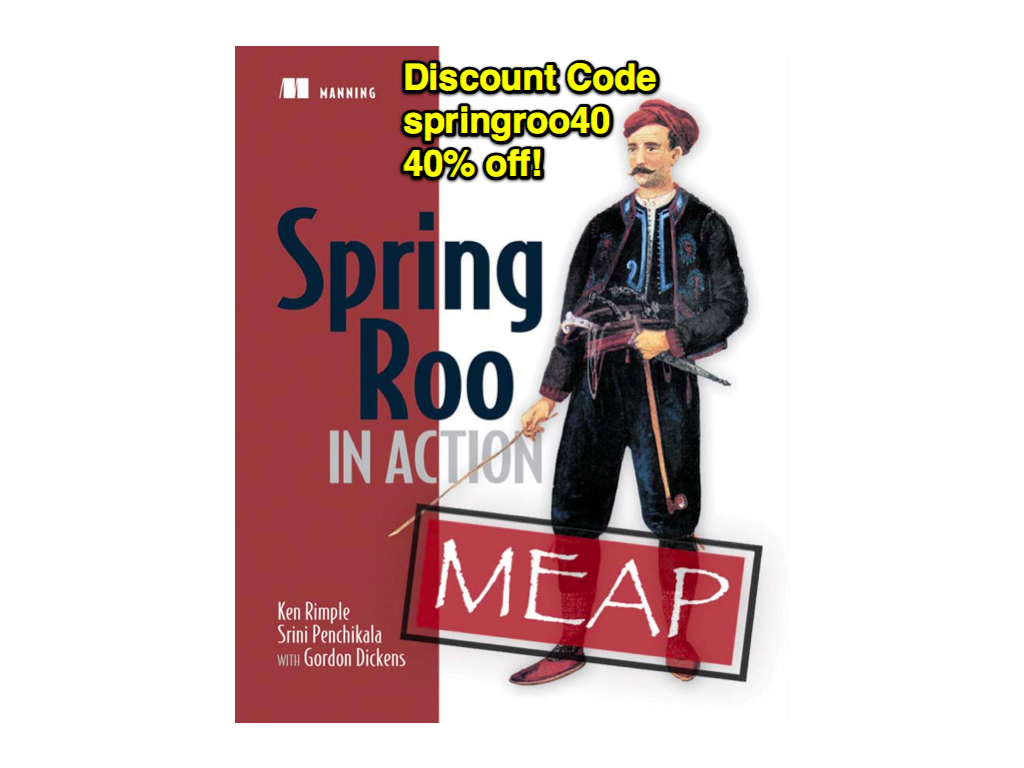 MANNING
Discount Code
springroo40
40% off!
Spring
Roo
IN ACTION
MEAP
Ken Rimple
Srini Penchikala
WITH Gordon Dickens